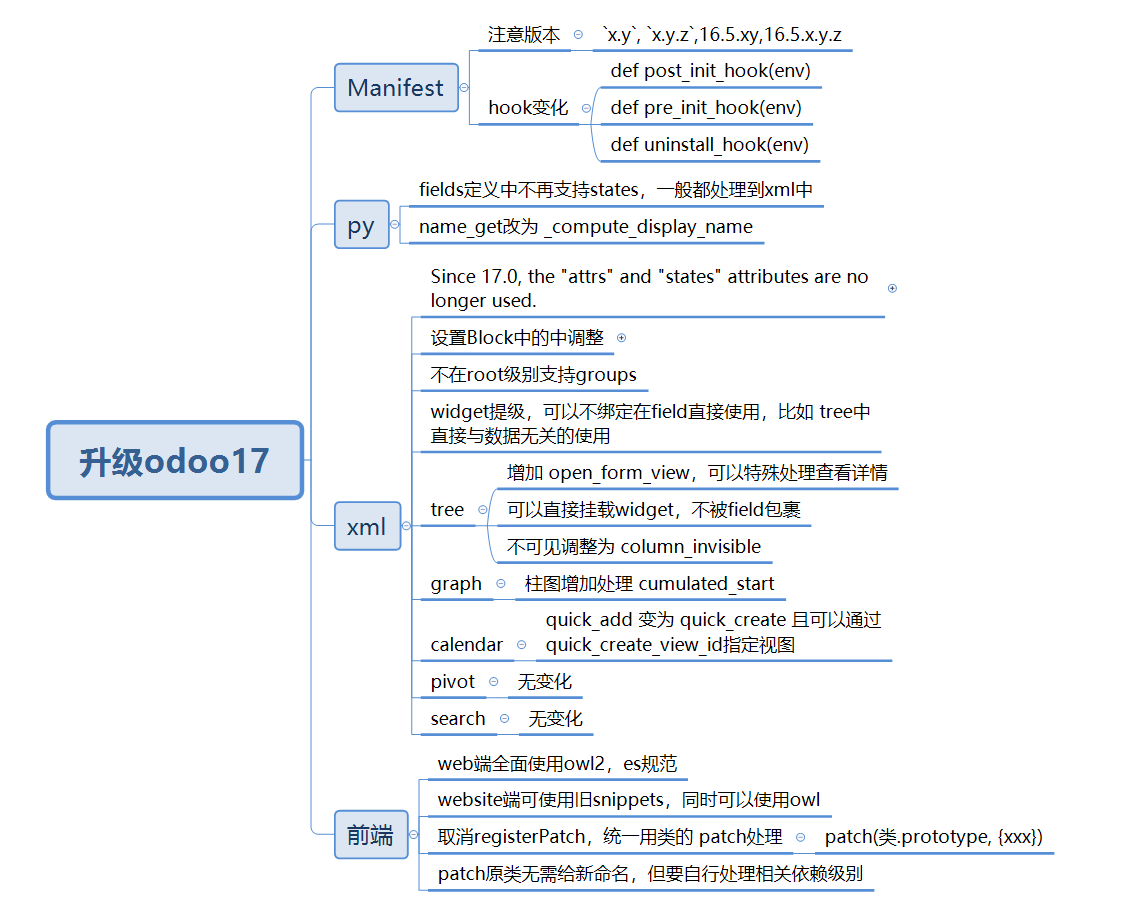 升级odoo17
Manifest
注意版本
`x.y`, `x.y.z`,16.5.xy,16.5.x.y.z
hook变化
def post_init_hook(env)
def pre_init_hook(env)
def uninstall_hook(env)
py
fields定义中不再支持states，一般都处理到xml中
name_get改为 _compute_display_name
xml
Since 17.0, the "attrs" and "states" attributes are no
longer used.
设置Block中的中调整
不在root级别支持groups
widget提级，可以不绑定在field直接使用，比如 tree中
直接与数据无关的使用
tree
增加 open_form_view，可以特殊处理查看详情
可以直接挂载widget，不被field包裹
不可见调整为 column_invisible
graph
柱图增加处理 cumulated_start
calendar
quick_add 变为 quick_create 且可以通过
quick_create_view_id指定视图
pivot
无变化
search
无变化
前端
web端全面使用owl2，es规范
website端可使用旧snippets，同时可以使用owl
取消registerPatch，统一用类的 patch处理
patch(类.prototype, {xxx})
patch原类无需给新命名，但要自行处理相关依赖级别